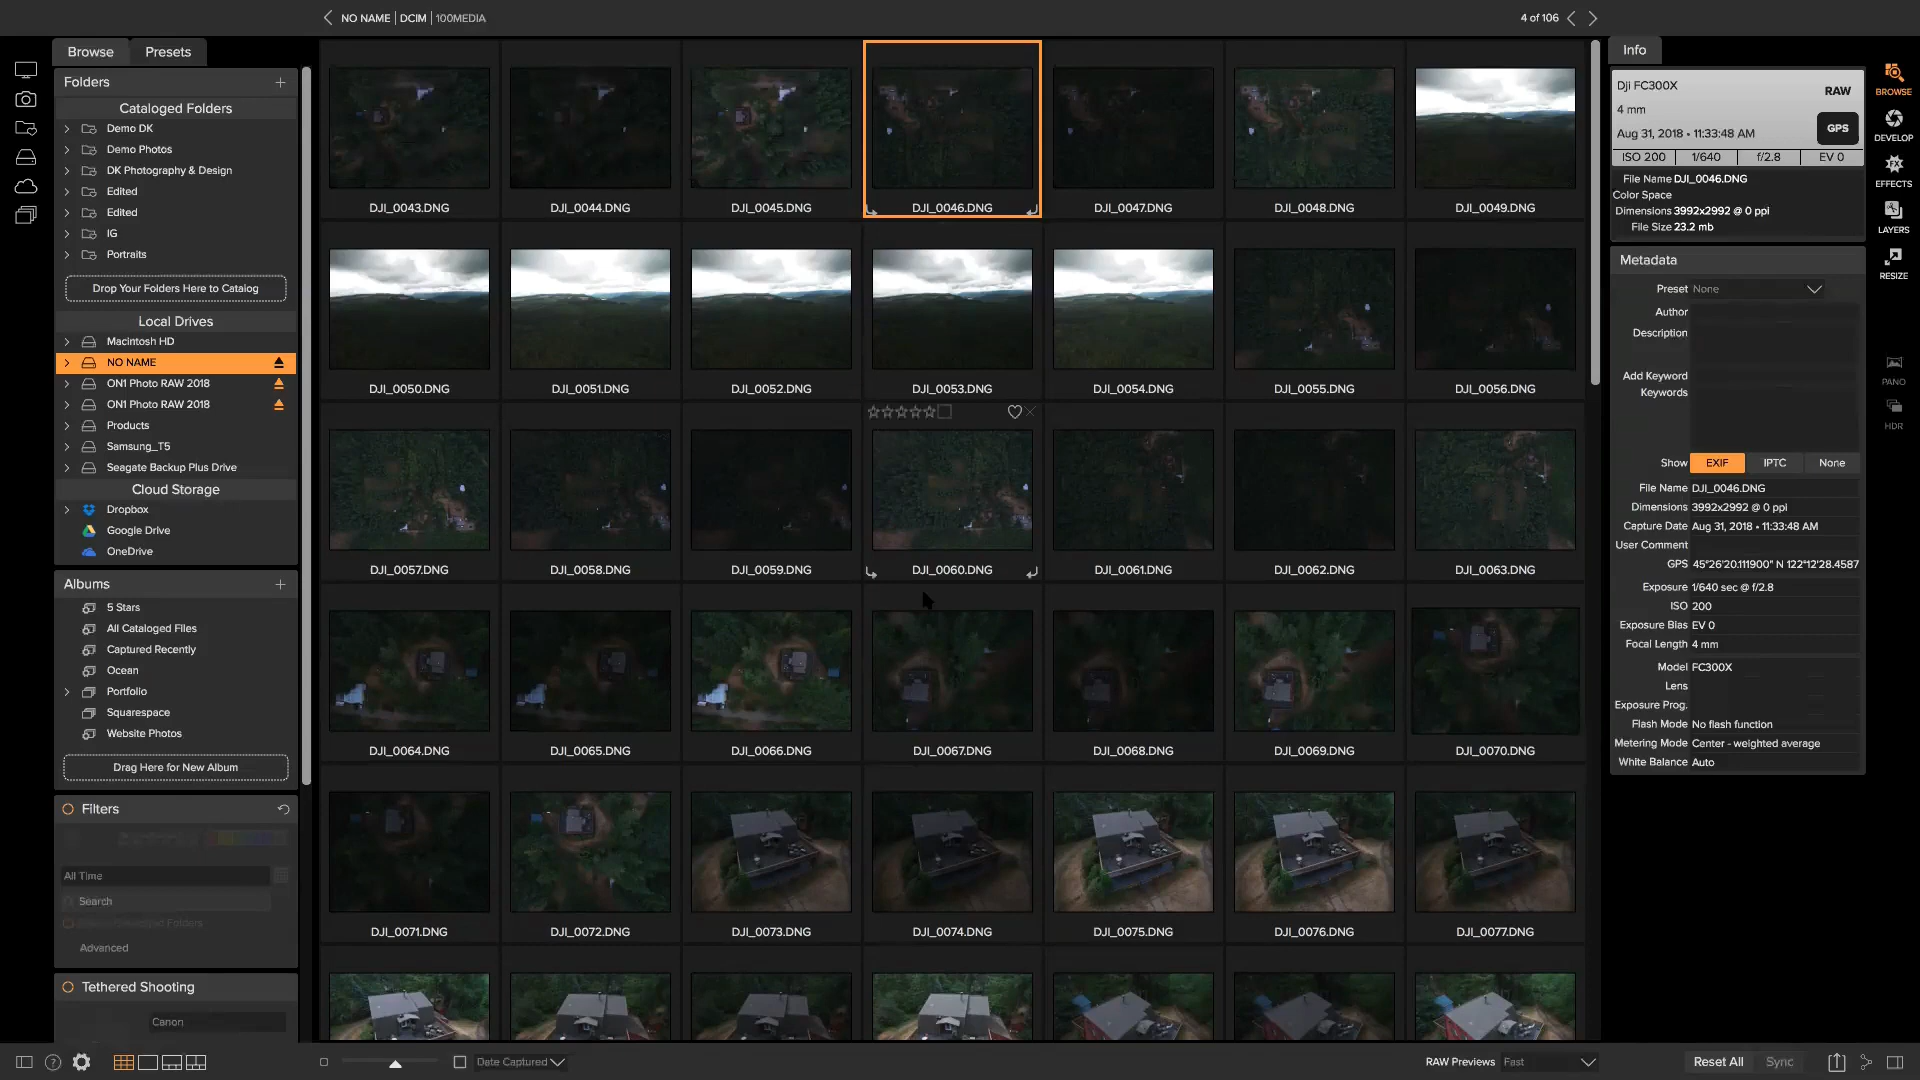 NO NAME | DCIM | 100MEDIA
4 of 106
Browse
Presets
Folders
Cataloged Folders
Demo DK
Demo Photos
DK Photography & Design
Edited
Edited
IG
Portraits
Drop Your Folders Here to Catalog
Local Drives
Macintosh HD
NO NAME
ON1 Photo RAW 2018
ON1 Photo RAW 2018
Products
Samsung_T5
Seagate Backup Plus Drive
Cloud Storage
Dropbox
Google Drive
OneDrive
Albums
5 Stars
All Cataloged Files
Captured Recently
Ocean
Portfolio
Squarespace
Website Photos
Drag Here for New Album
Filters
All Time
Search
Advanced
Tethered Shooting
Canon
DJI_0043.DNG DJI_0044.DNG DJI_0045.DNG DJI_0046.DNG DJI_0047.DNG DJI_0048.DNG DJI_0049.DNG
DJI_0050.DNG DJI_0051.DNG DJI_0052.DNG DJI_0053.DNG DJI_0054.DNG DJI_0055.DNG DJI_0056.DNG
DJI_0057.DNG DJI_0058.DNG DJI_0059.DNG DJI_0060.DNG DJI_0061.DNG DJI_0062.DNG DJI_0063.DNG
DJI_0064.DNG DJI_0065.DNG DJI_0066.DNG DJI_0067.DNG DJI_0068.DNG DJI_0069.DNG DJI_0070.DNG
DJI_0071.DNG DJI_0072.DNG DJI_0073.DNG DJI_0074.DNG DJI_0075.DNG DJI_0076.DNG DJI_0077.DNG
Date Captured
RAW Previews Fast
Info
Dji FC300X
RAW
4 mm
Aug 31, 2018 • 11:33:48 AM
GPS
ISO 200 1/640 f/2.8 EV 0
File Name DJI_0046.DNG
Color Space
Dimensions 3992x2992 @ 0 ppi
File Size 23.2 mb
Metadata
Preset None
Author
Description
Add Keyword
Keywords
Show EXIF IPTC None
File Name DJI_0046.DNG
Dimensions 3992x2992 @ 0 ppi
Capture Date Aug 31, 2018 • 11:33:48 AM
User Comment
GPS 45°26'20.111900" N 122°12'28.4587
Exposure 1/640 sec @ f/2.8
ISO 200
Exposure Bias EV 0
Focal Length 4 mm
Model FC300X
Lens
Exposure Prog.
Flash Mode No flash function
Metering Mode Center - weighted average
White Balance Auto
BROWSE
DEVELOP
FX
EFFECTS
LAYERS
RESIZE
PANO
HDR
Reset All
Sync